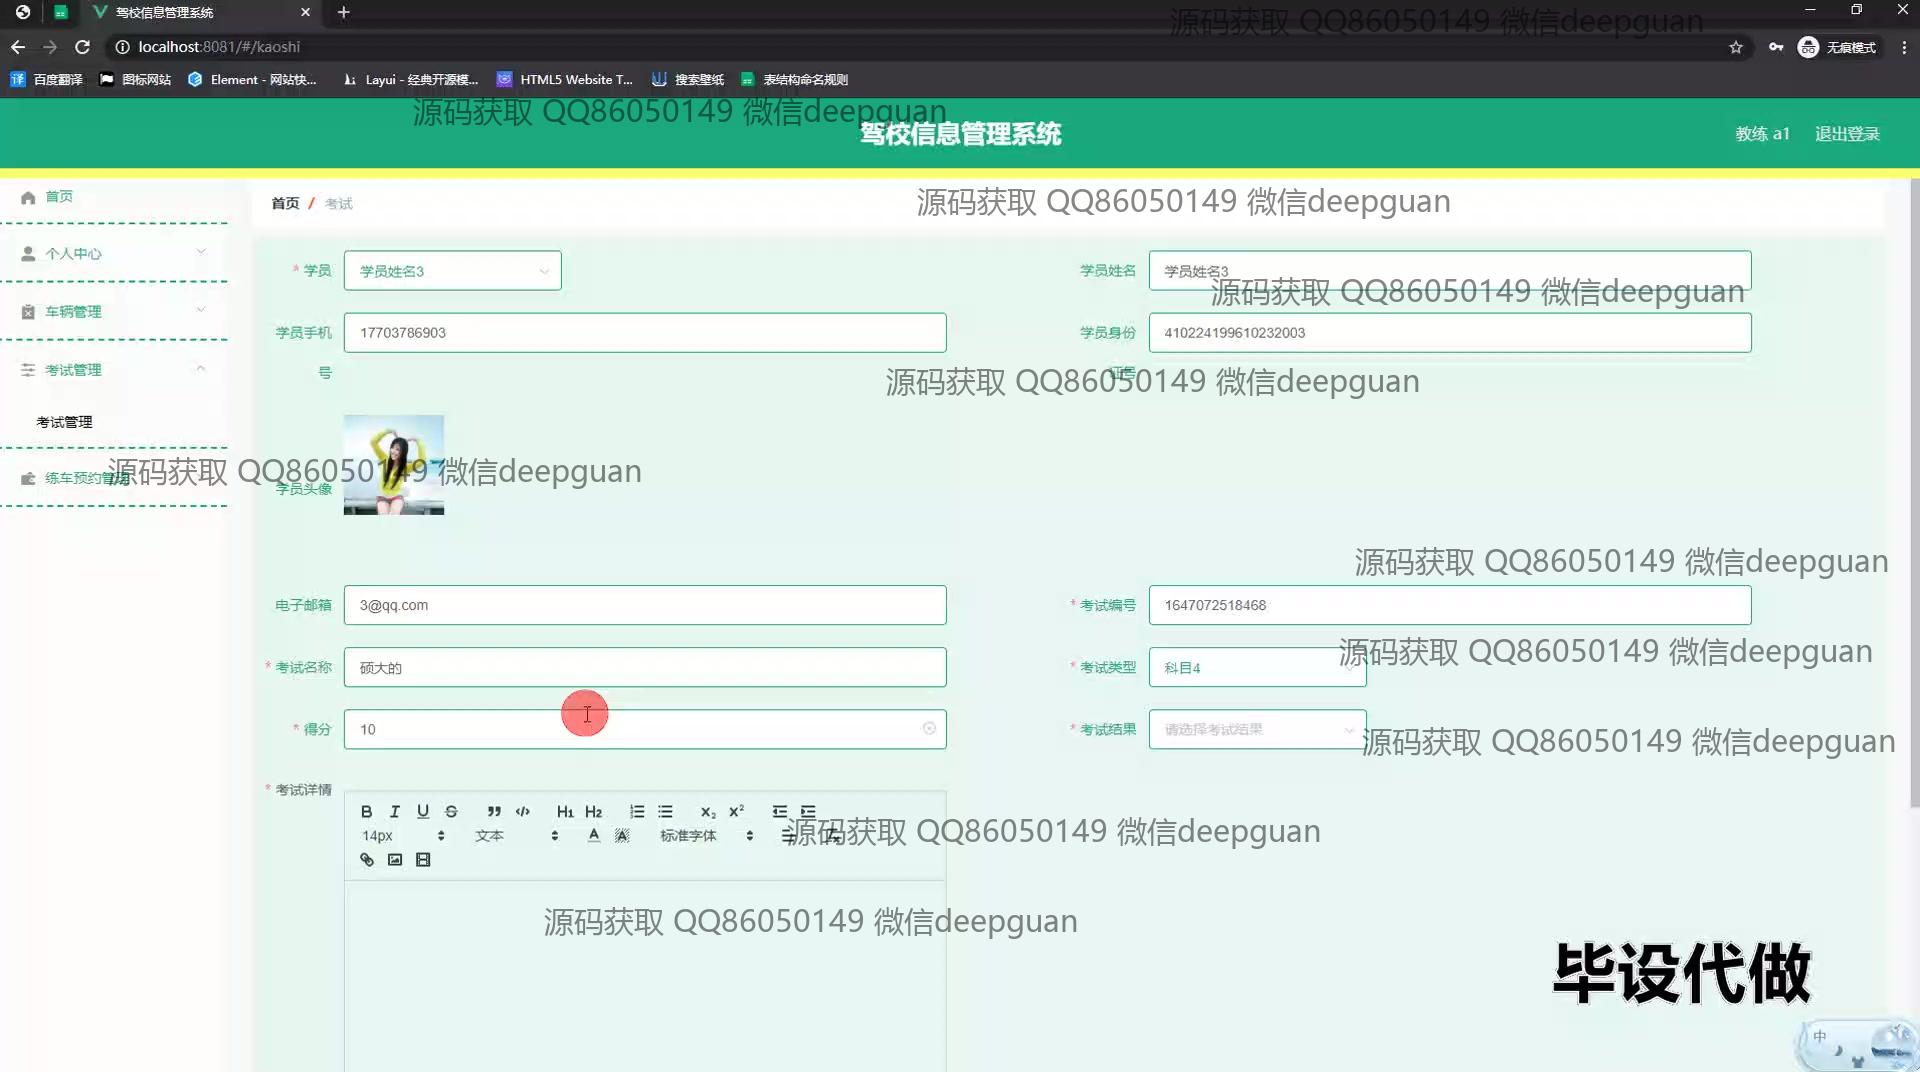 驾校信息管理系统
localhost:8081/#/kaoshi
无痕模式
百度翻译 图标网站 Element - 网站快... Layui - 经典开源模... HTML5 Website T... 搜索壁纸 表结构命名规则
源码获取 QQ86050149 微信deepguan
源码获取 QQ86050149 微信deepguan
驾校信息管理系统
教练 a1 退出登录
首页
个人中心
车辆管理
考试管理
考试管理
练车预约管理
首页 / 考试
源码获取 QQ86050149 微信deepguan
* 学员 学员姓名3
学员姓名 学员姓名3
源码获取 QQ86050149 微信deepguan
学员手机号 17703786903
学员身份证号 410224199610232003
源码获取 QQ86050149 微信deepguan
源码获取 QQ86050149 微信deepguan
学员头像
源码获取 QQ86050149 微信deepguan
电子邮箱 3@qq.com
* 考试编号 1647072518468
源码获取 QQ86050149 微信deepguan
* 考试名称 硕大的
* 考试类型 科目4
* 得分 10
* 考试结果 请选择考试结果
源码获取 QQ86050149 微信deepguan
* 考试详情
B I U S H1 H2 X2 X2
14px 文本 A A 标准字体
源码获取 QQ86050149 微信deepguan
源码获取 QQ86050149 微信deepguan
毕设代做
中